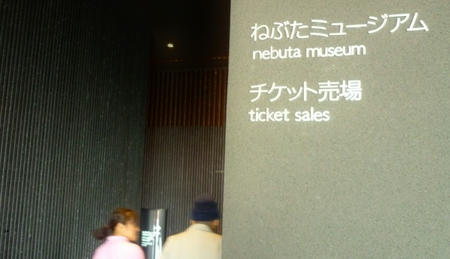 ねぶたミュージアム
nebuta museum
チケット売場
ticket sales